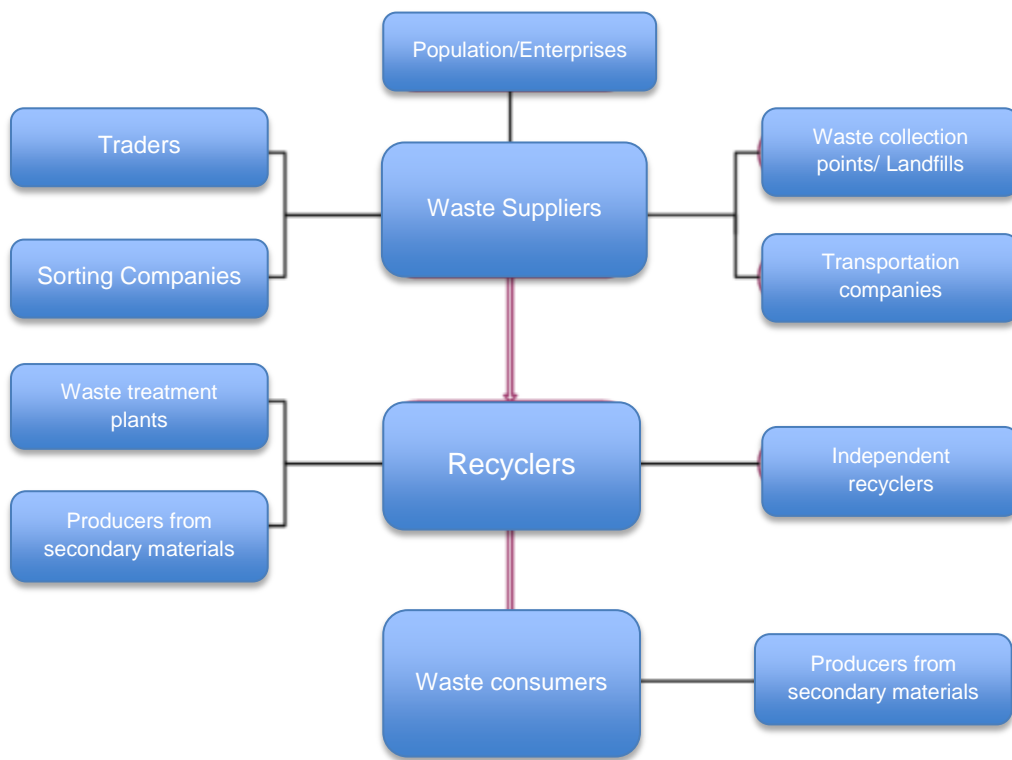 Population/Enterprises
Traders
Waste collection
points/ Landfills
Waste Suppliers
Sorting Companies
Transportation
companies
Waste treatment
plants
Recyclers
Independent
recyclers
Producers from
secondary materials
Waste consumers
Producers from
secondary materials